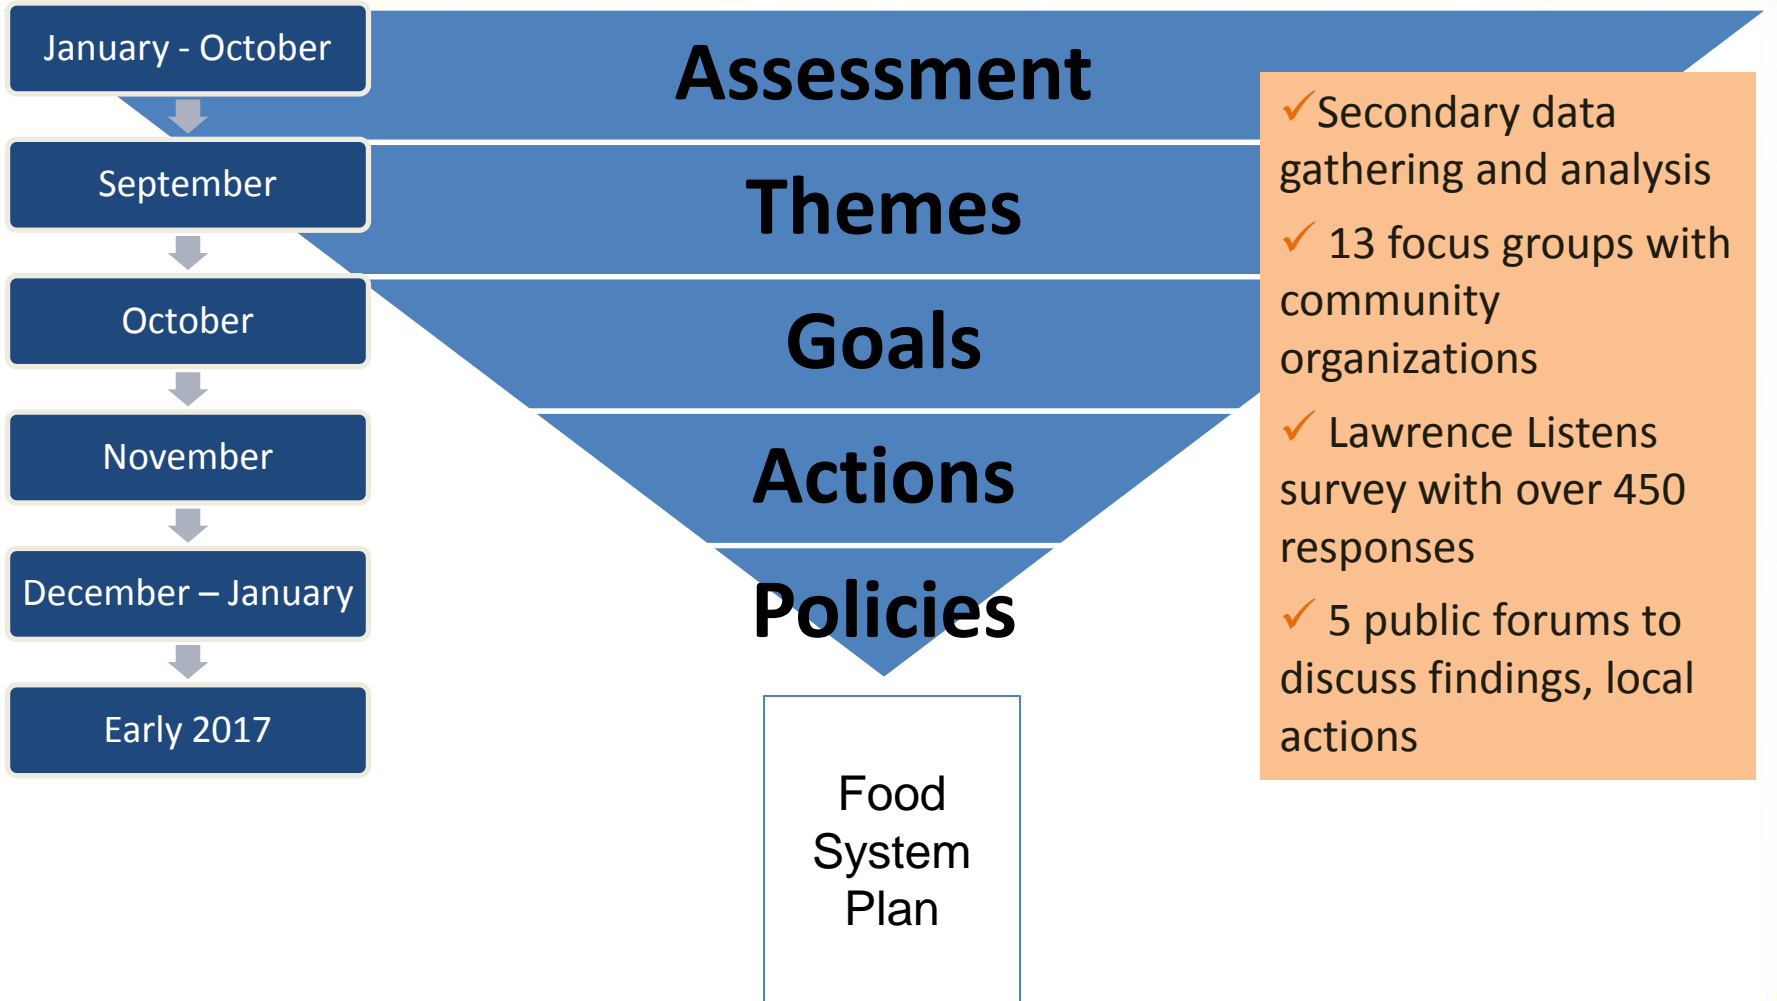 January - October
September
October
November
December – January
Early 2017
Assessment
Themes
Goals
Actions
Policies
Food
System
Plan
✓Secondary data
gathering and analysis
✓ 13 focus groups with
community
organizations
✓ Lawrence Listens
survey with over 450
responses
✓ 5 public forums to
discuss findings, local
actions